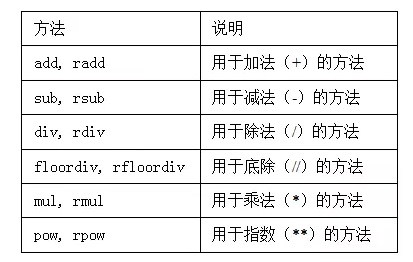 方法 说明
add, radd 用于加法（+）的方法
sub, rsub 用于减法（-）的方法
div, rdiv 用于除法（/）的方法
floordiv, rfloordiv 用于底除（//）的方法
mul, rmul 用于乘法（*）的方法
pow, rpow 用于指数（**）的方法